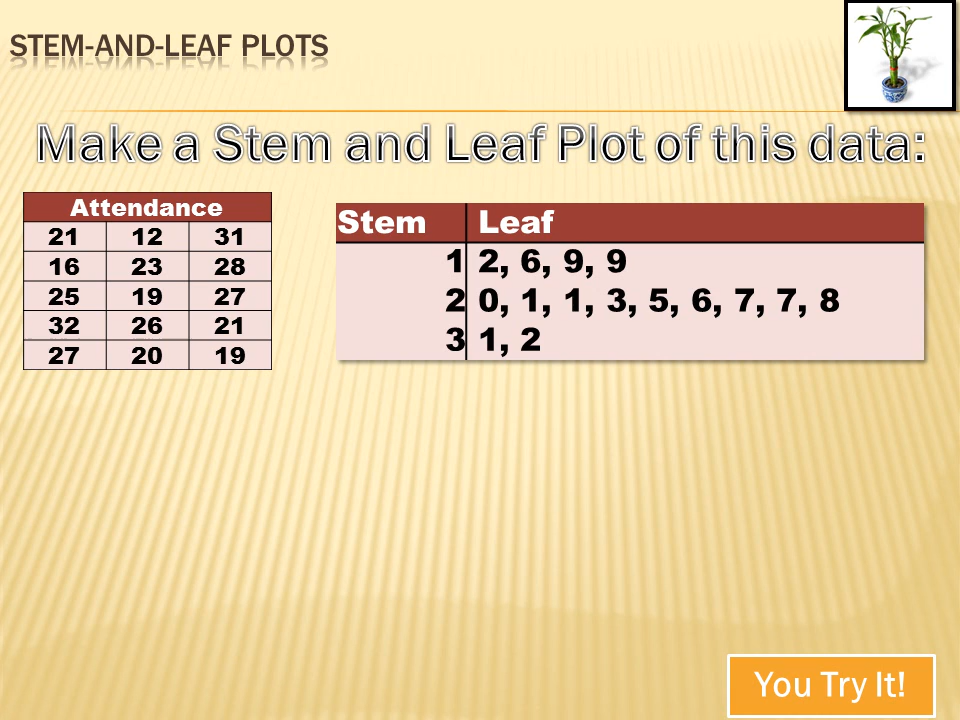 STEM-AND-LEAF PLOTS
Make a Stem and Leaf Plot of this data:
Attendance
21 12 31
16 23 28
25 19 27
32 26 21
27 20 19
Stem Leaf
1 2, 6, 9, 9
2 0, 1, 1, 3, 5, 6, 7, 7, 8
3 1, 2
You Try It!